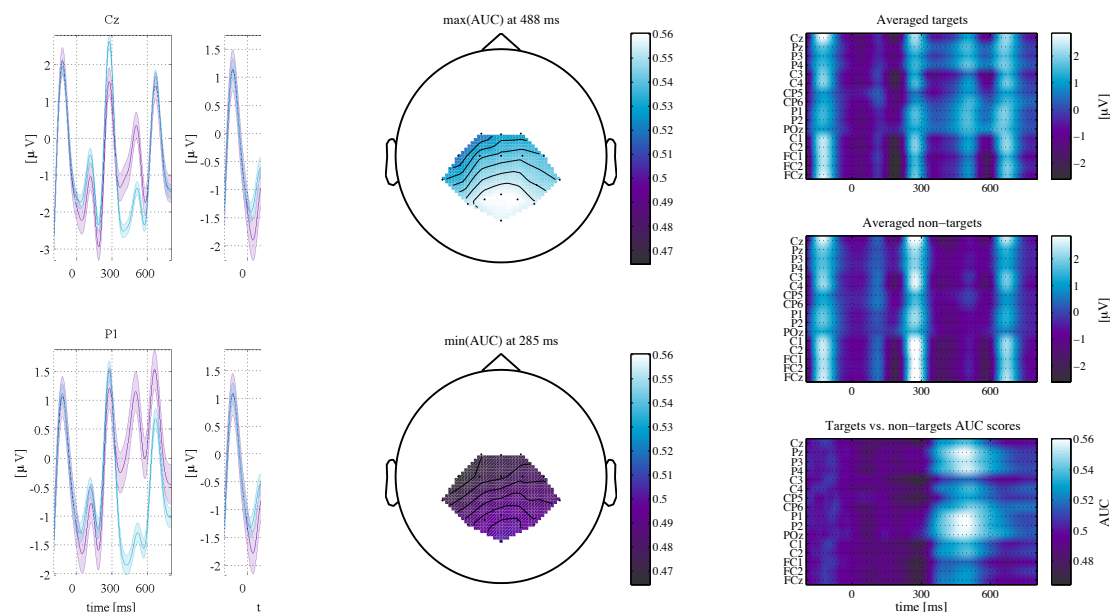 Cz
2
1
0
-1
-2
-3
[μ V]
0
300
600
1.5
1
0.5
0
-0.5
-1
-1.5
-2
[μ V]
0
P1
1.5
1
0.5
0
-0.5
-1
-1.5
-2
[μ V]
0
300
600
time [ms]
1.5
1
0.5
0
-0.5
-1
-1.5
-2
[μ V]
0
t
max(AUC) at 488 ms
0.56
0.55
0.54
0.53
0.52
0.51
0.5
0.49
0.48
0.47
min(AUC) at 285 ms
0.56
0.55
0.54
0.53
0.52
0.51
0.5
0.49
0.48
0.47
Averaged targets
Cz
Pz
P3
P4
C3
C4
CP5
CP6
P1
P2
POz
C1
C2
FC1
FC2
FCz
0
300
600
2
1
0
-1
-2
[μV]
Averaged non-targets
Cz
Pz
P3
P4
C3
C4
CP5
CP6
P1
P2
POz
C1
C2
FC1
FC2
FCz
0
300
600
2
1
0
-1
-2
[μV]
Targets vs. non-targets AUC scores
Cz
Pz
P3
P4
C3
C4
CP5
CP6
P1
P2
POz
C1
C2
FC1
FC2
FCz
0
300
600
time [ms]
0.56
0.54
0.52
0.5
0.48
AUC